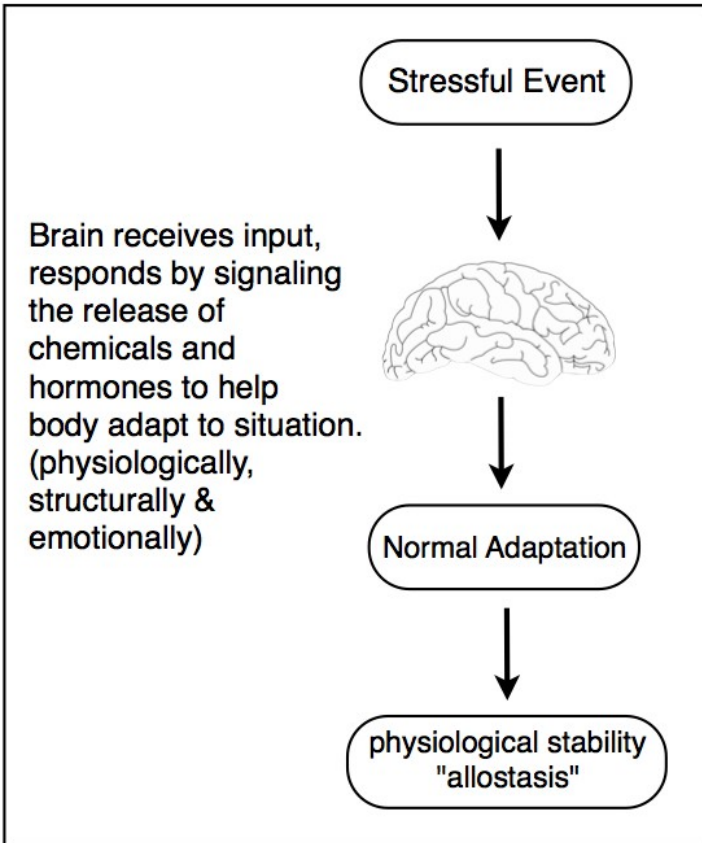 Stressful Event
Brain receives input,
responds by signaling
the release of
chemicals and
hormones to help
body adapt to situation.
(physiologically,
structurally &
emotionally)
Normal Adaptation
physiological stability
"allostasis"